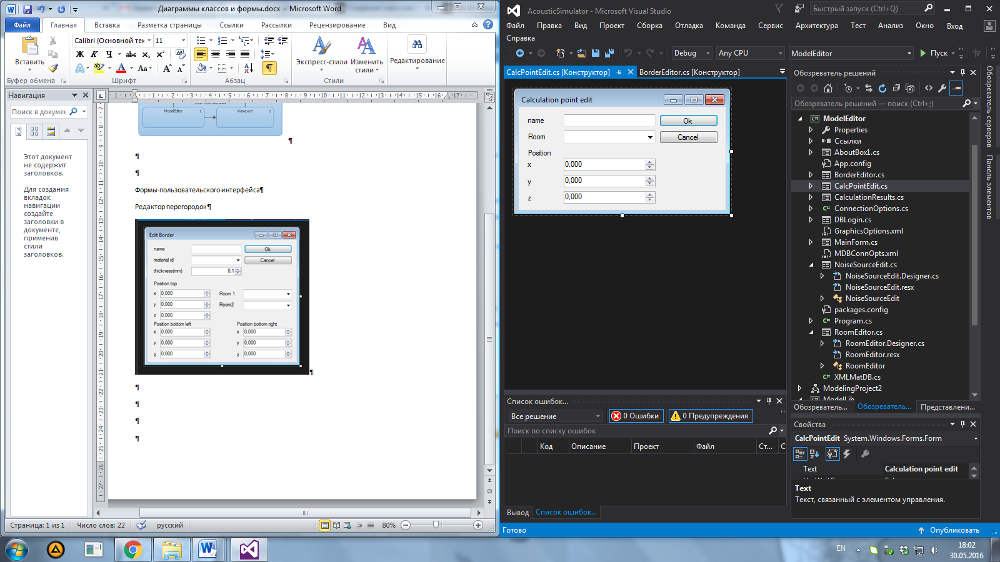 Диаграммы классов и формы.docx - Microsoft Word
Файл Главная Вставка Разметка страницы Ссылки Рассылки Рецензирование Вид
Вставить
Calibri (Основной тек 11
Ж К Ч abc x₂ x²
Aa
Экспресс-стили
Изменить стили
Редактирование
Буфер обмена Шрифт Абзац Стили
Навигация
Поиск в докумен
Этот документ
не содержит
заголовков.
Для создания
вкладок
навигации
создайте
заголовки в
документе,
применив
стили
заголовков.
ModelEditor 1 Viewport 1
¶
¶
¶
Формы·пользовательского·интерфейса¶
Редактор·перегородок¶
Edit Border
name Ok
material id Cancel
thickness(mm) 0,1
Position top
x 0,000 Room 1
y 0,000 Room2
z 0,000
Position bottom left Position bottom right
x 0,000 x 0,000
y 0,000 y 0,000
z 0,000 z 0,000
¶
¶
¶
¶
¶
Страница: 1 из 1 Число слов: 22 русский 80%
AcousticSimulator - Microsoft Visual Studio
Быстрый запуск (Ctrl+Q)
Файл Правка Вид Проект Сборка Отладка Команда Сервис Архитектура Тест Анализ Окно Вход
Справка
Debug Any CPU ModelEditor Пуск
CalcPointEdit.cs [Конструктор] BorderEditor.cs [Конструктор]
Calculation point edit
name Ok
Room Cancel
Position
x 0,000
y 0,000
z 0,000
Список ошибок...
Все решение 0 Ошибки 0 Предупреждения
Поиск по списку ошибок
Код Описание Проект Файл Ст... С
Вывод Список ошибок...
Обозреватель решений
Обозреватель решений — поиск (Ctrl+;)
ModelEditor
Properties
Ссылки
AboutBox1.cs
App.config
BorderEditor.cs
CalcPointEdit.cs
CalculationResults.cs
ConnectionOptions.cs
DBLogin.cs
GraphicsOptions.xml
MainForm.cs
MDBConnOpts.xml
NoiseSourceEdit.cs
NoiseSourceEdit.Designer.cs
NoiseSourceEdit.resx
NoiseSourceEdit
packages.config
Program.cs
RoomEditor.cs
RoomEditor.Designer.cs
RoomEditor.resx
RoomEditor
XMLMatDB.cs
ModelingProject2
ModelLib
Обозреватель... Обозреватель... Представлени...
Свойства
CalcPointEdit System.Windows.Forms.Form
Text Calculation point edit
Text
Текст, связанный с элементом управления.
Обозреватель серверов
Панель элементов
Готово Опубликовать
EN
18:02
30.05.2016